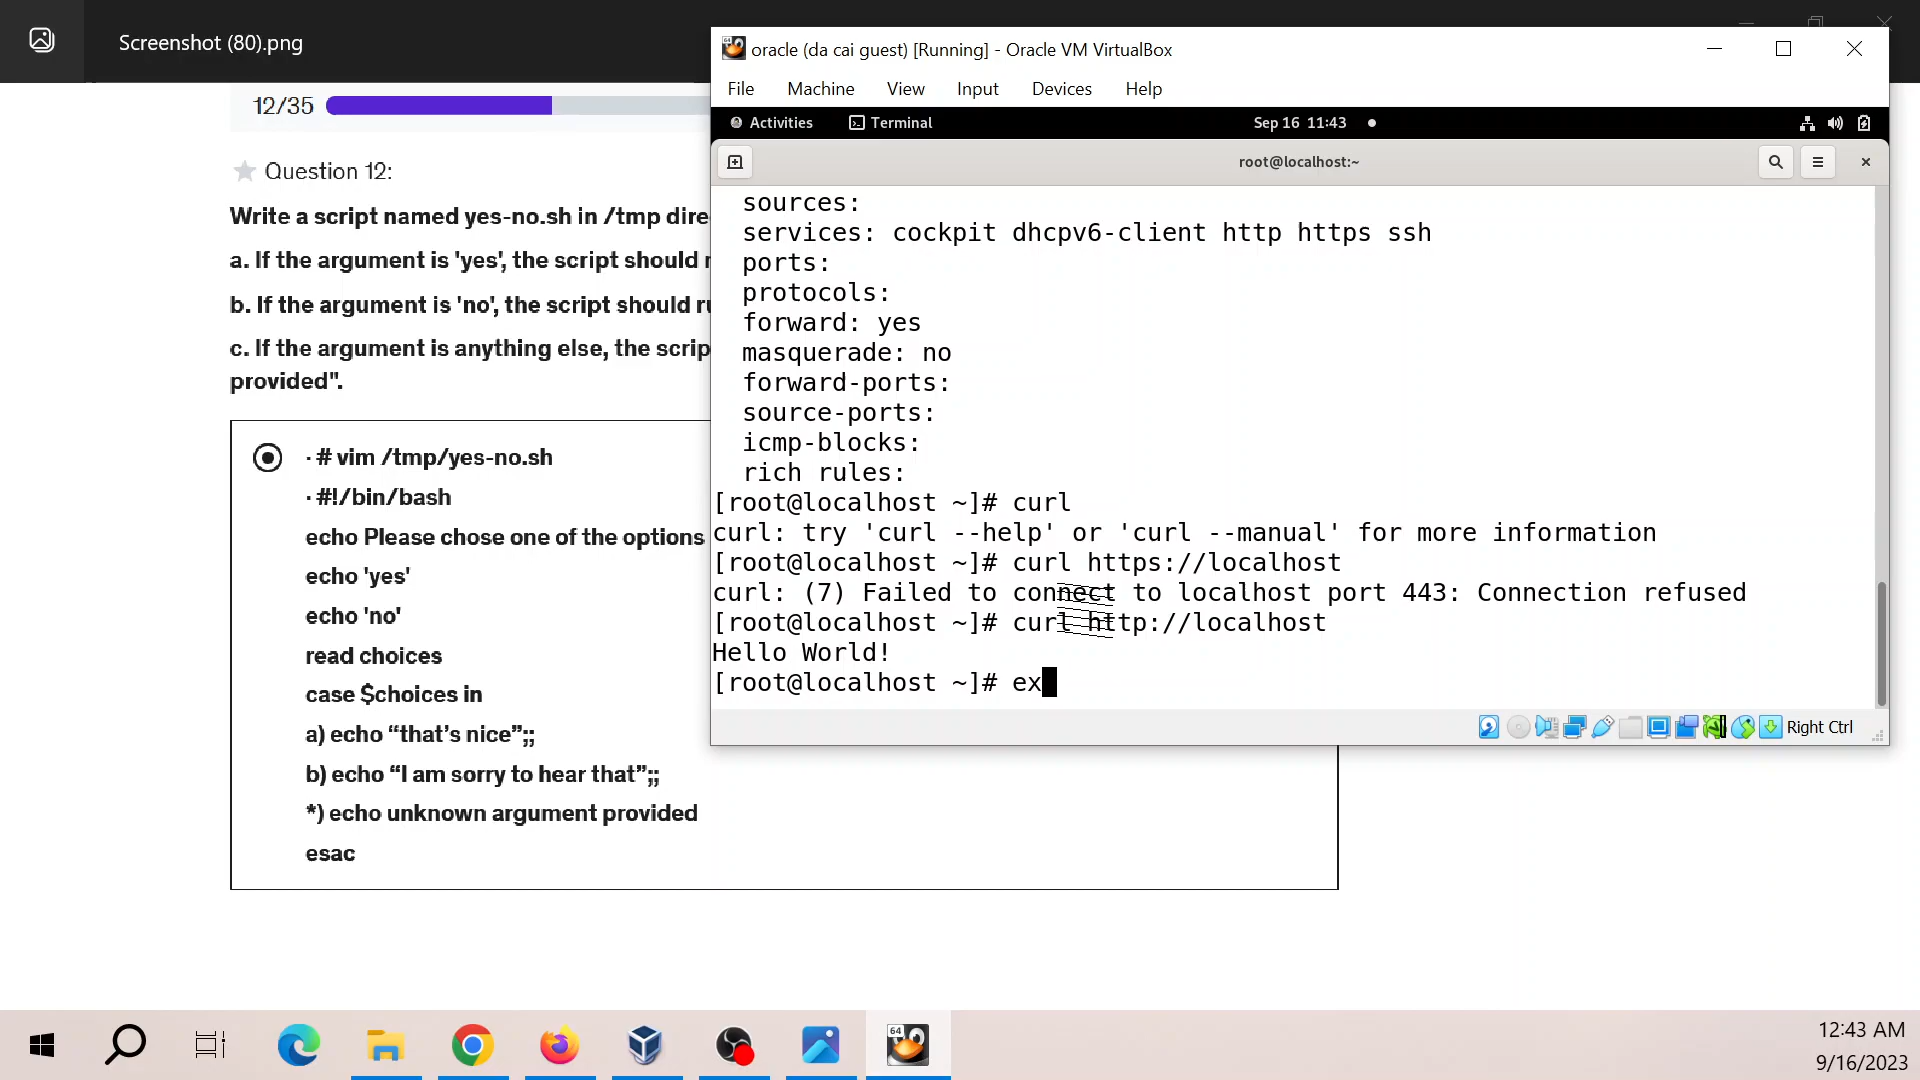 Screenshot (80).png
12/35
Question 12:
Write a script named yes-no.sh in /tmp dire
a. If the argument is 'yes', the script should
b. If the argument is 'no', the script should ru
c. If the argument is anything else, the scrip
provided".
· # vim /tmp/yes-no.sh
· #!/bin/bash
echo Please chose one of the options
echo 'yes'
echo 'no'
read choices
case $choices in
a) echo “that’s nice”;;
b) echo “I am sorry to hear that”;;
*) echo unknown argument provided
esac
oracle (da cai guest) [Running] - Oracle VM VirtualBox
File Machine View Input Devices Help
Activities Terminal Sep 16 11:43
root@localhost:~
sources:
services: cockpit dhcpv6-client http https ssh
ports:
protocols:
forward: yes
masquerade: no
forward-ports:
source-ports:
icmp-blocks:
rich rules:
[root@localhost ~]# curl
curl: try 'curl --help' or 'curl --manual' for more information
[root@localhost ~]# curl https://localhost
curl: (7) Failed to connect to localhost port 443: Connection refused
[root@localhost ~]# curl http://localhost
Hello World!
[root@localhost ~]# ex
Right Ctrl
64
12:43 AM
9/16/2023